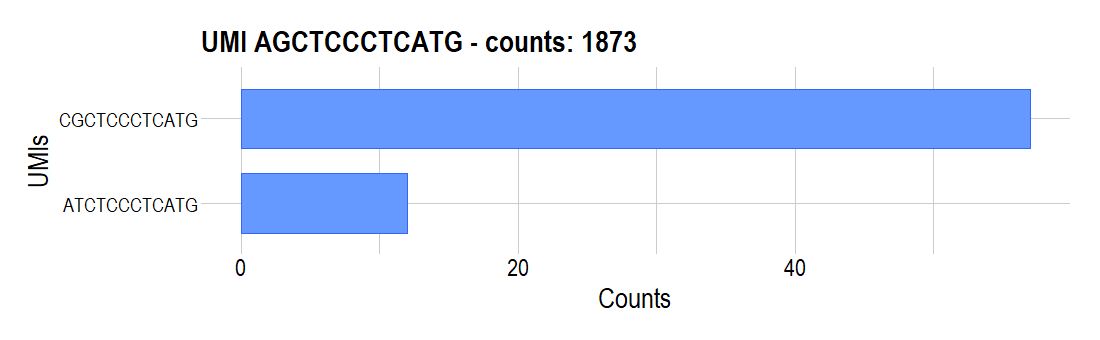 UMI AGCTCCCTCATG - counts: 1873
UMIs
CGCTCCCTCATG
ATCTCCCTCATG
0 20 40
Counts